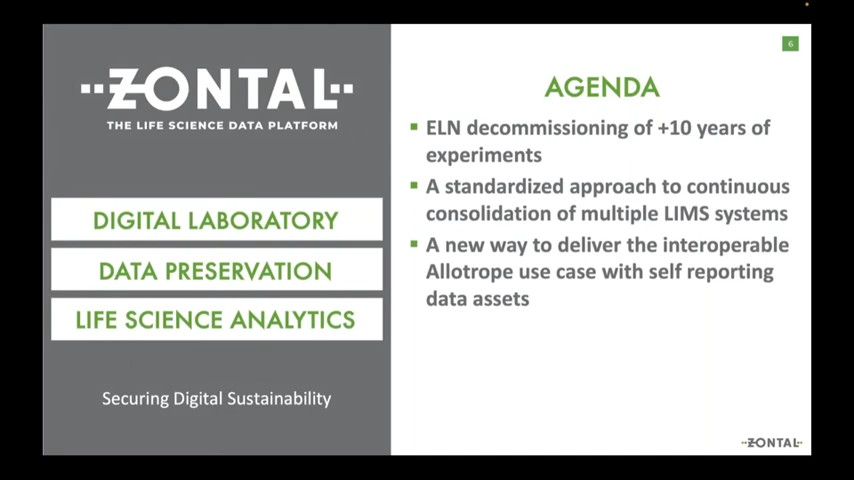 ZONTAL
THE LIFE SCIENCE DATA PLATFORM
DIGITAL LABORATORY
DATA PRESERVATION
LIFE SCIENCE ANALYTICS
Securing Digital Sustainability
6
AGENDA
ELN decommissioning of +10 years of
experiments
A standardized approach to continuous
consolidation of multiple LIMS systems
A new way to deliver the interoperable
Allotrope use case with self reporting
data assets
ZONTAL